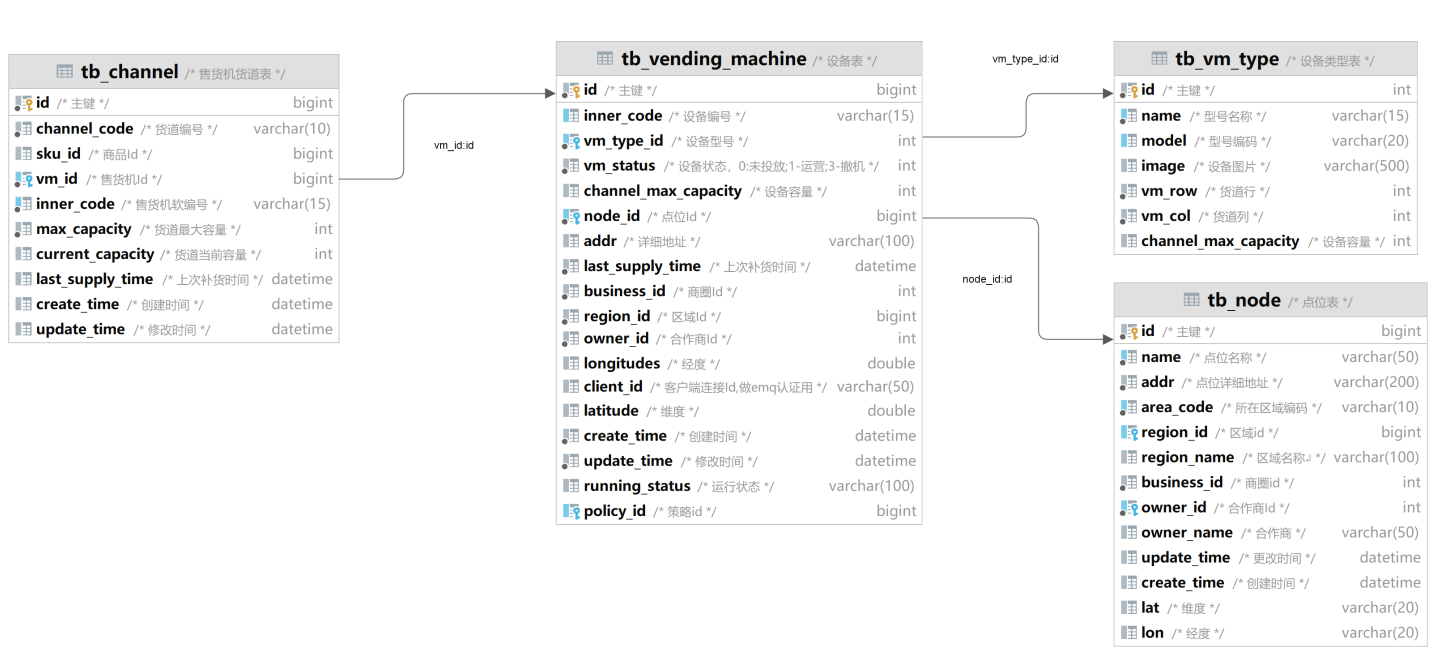 tb_channel /* 售货机货道表 */
id /* 主键 */ bigint
channel_code /* 货道编号 */ varchar(10)
sku_id /* 商品Id */ bigint
vm_id /* 售货机Id */ bigint
inner_code /* 售货机软编号 */ varchar(15)
max_capacity /* 货道最大容量 */ int
current_capacity /* 货道当前容量 */ int
last_supply_time /* 上次补货时间 */ datetime
create_time /* 创建时间 */ datetime
update_time /* 修改时间 */ datetime
vm_id:id
tb_vending_machine /* 设备表 */
id /* 主键 */ bigint
inner_code /* 设备编号 */ varchar(15)
vm_type_id /* 设备型号 */ int
vm_status /* 设备状态，0:未投放;1-运营;3-撤机 */ int
channel_max_capacity /* 设备容量 */ int
node_id /* 点位Id */ bigint
addr /* 详细地址 */ varchar(100)
last_supply_time /* 上次补货时间 */ datetime
business_id /* 商圈Id */ int
region_id /* 区域Id */ bigint
owner_id /* 合作商Id */ int
longitudes /* 经度 */ double
client_id /* 客户端连接Id,做emq认证用 */ varchar(50)
latitude /* 维度 */ double
create_time /* 创建时间 */ datetime
update_time /* 修改时间 */ datetime
running_status /* 运行状态 */ varchar(100)
policy_id /* 策略id */ bigint
vm_type_id:id
node_id:id
tb_vm_type /* 设备类型表 */
id /* 主键 */ int
name /* 型号名称 */ varchar(15)
model /* 型号编码 */ varchar(20)
image /* 设备图片 */ varchar(500)
vm_row /* 货道行 */ int
vm_col /* 货道列 */ int
channel_max_capacity /* 设备容量 */ int
tb_node /* 点位表 */
id /* 主键 */ bigint
name /* 点位名称 */ varchar(50)
addr /* 点位详细地址 */ varchar(200)
area_code /* 所在区域编码 */ varchar(10)
region_id /* 区域id */ bigint
region_name /* 区域名称↲ */ varchar(100)
business_id /* 商圈id */ int
owner_id /* 合作商Id */ int
owner_name /* 合作商 */ varchar(50)
update_time /* 更改时间 */ datetime
create_time /* 创建时间 */ datetime
lat /* 维度 */ varchar(20)
lon /* 经度 */ varchar(20)